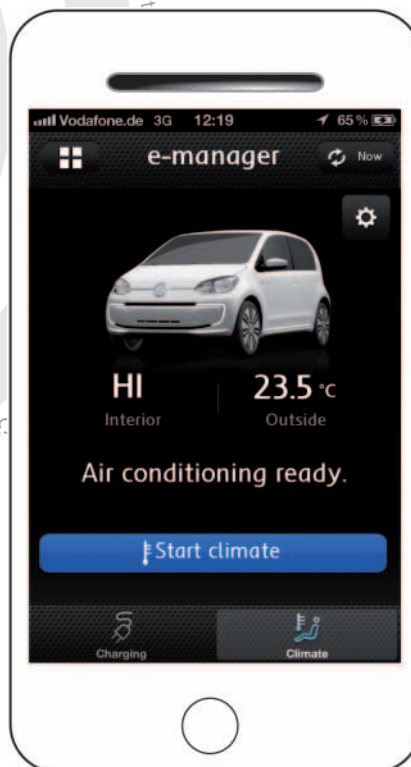 Vodafone.de 3G 12:19 65 %
e-manager
Now
HI 23.5 °C
Interior Outside
Air conditioning ready.
Start climate
Charging Climate